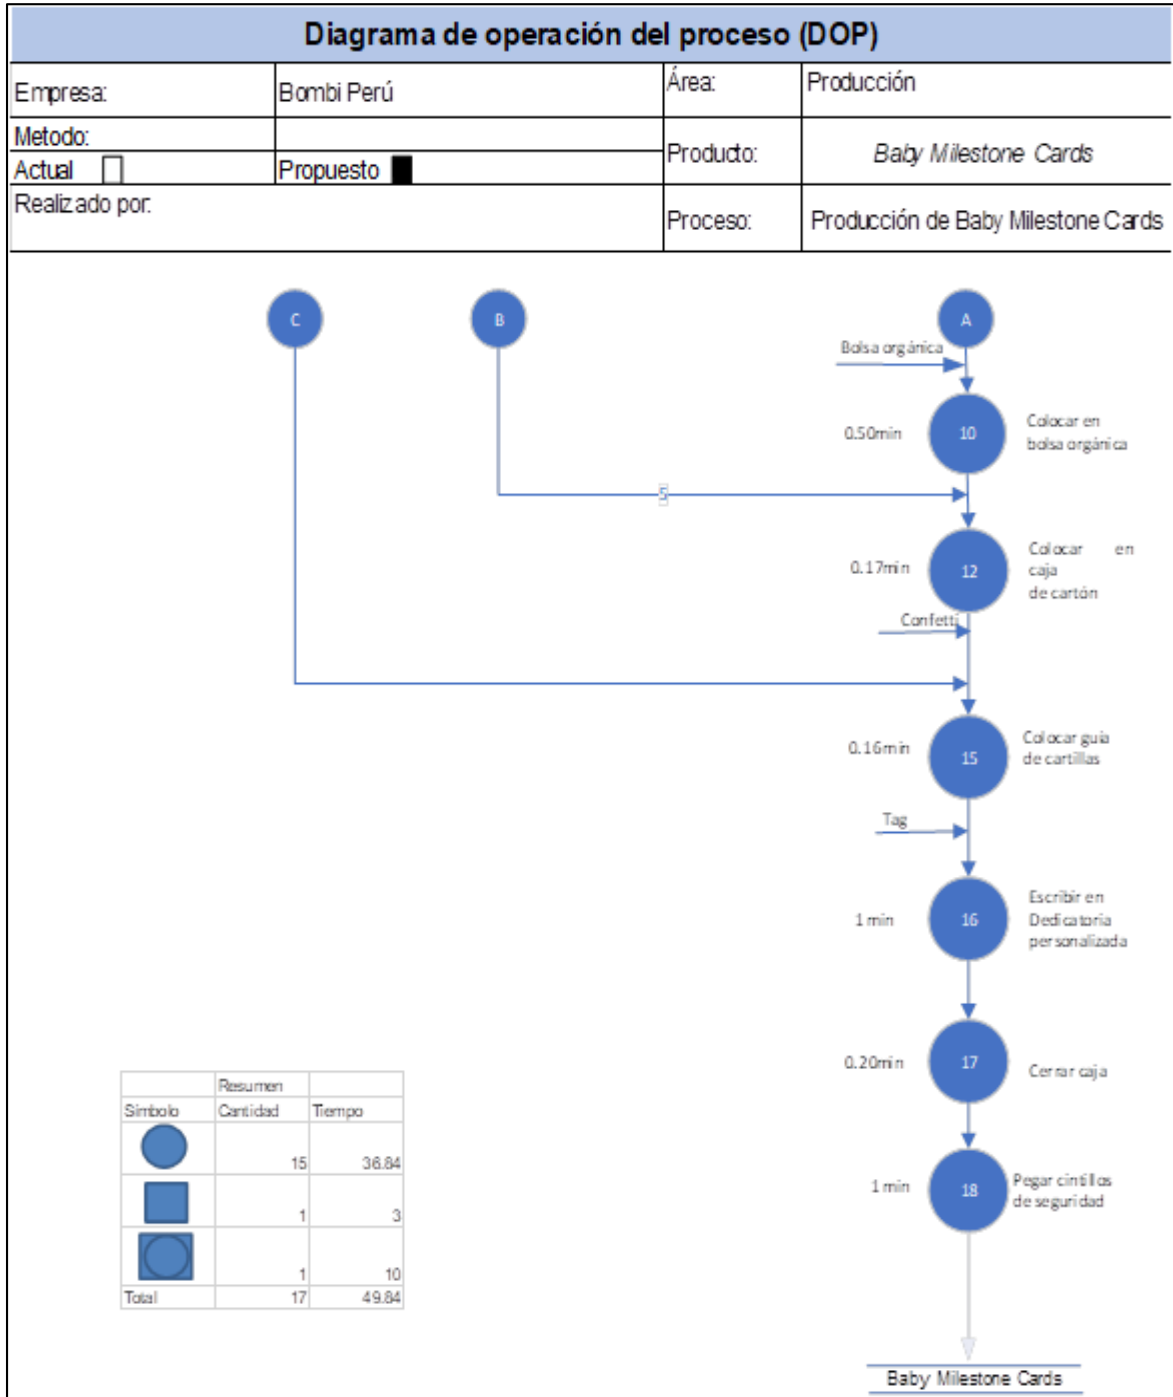 Diagrama de operación del proceso (DOP)
Empresa: Bombi Perú Área: Producción
Metodo:
Actual Propuesto Producto: Baby Milestone Cards
Realizado por: Proceso: Producción de Baby Milestone Cards
C B A
Bolsa orgánica
0.50min 10 Colocar en
bolsa orgánica
5
0.17min 12 Colocar en
caja
de cartón
Confetti
0.16min 15 Colocar guia
de cartillas
Tag
1 min 16 Escribir en
Dedicatoria
personalizada
0.20min 17 Cerrar caja
1 min 18 Pegar cintillos
de seguridad
Resumen
Simbolo Cantidad Tiempo
15 36.84
1 3
1 10
Total 17 49.84
Baby Milestone Cards